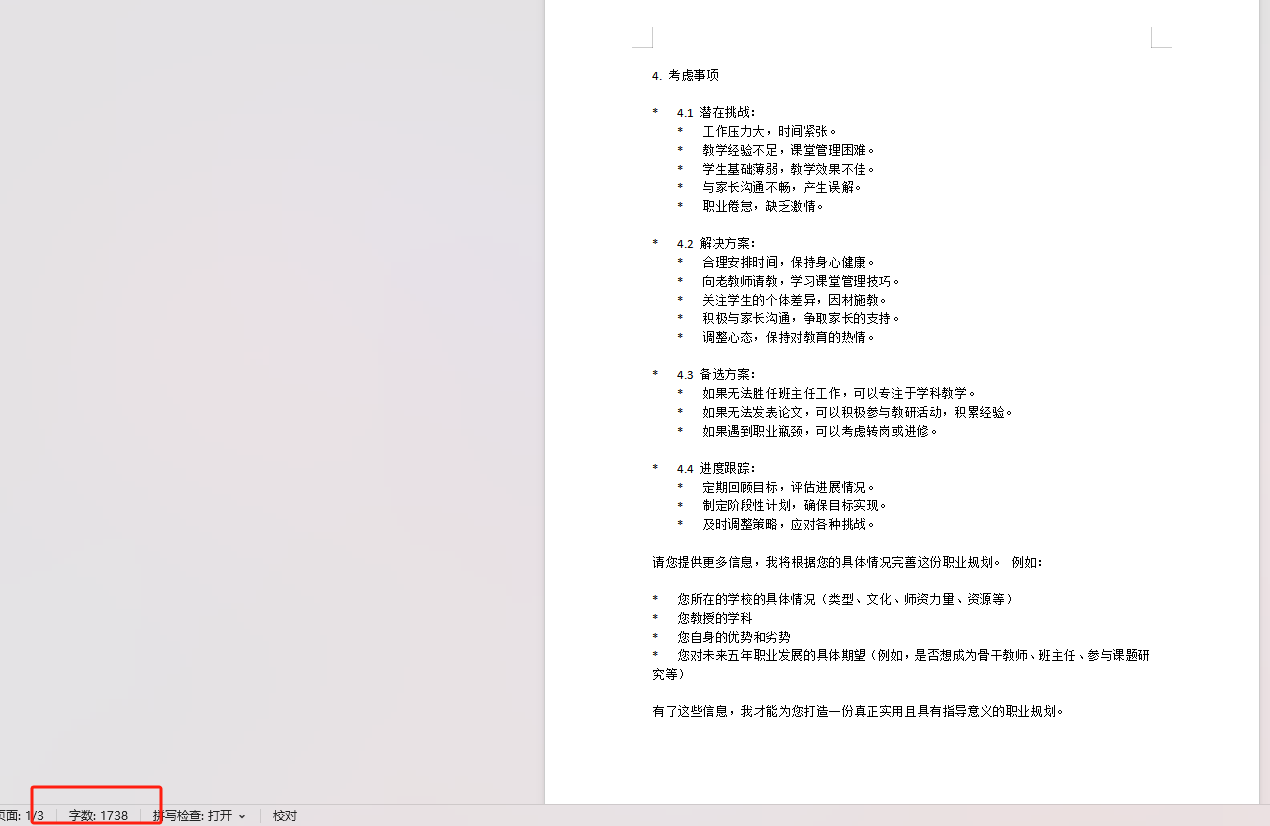 4. 考虑事项
* 4.1 潜在挑战：
* 工作压力大，时间紧张。
* 教学经验不足，课堂管理困难。
* 学生基础薄弱，教学效果不佳。
* 与家长沟通不畅，产生误解。
* 职业倦怠，缺乏激情。
* 4.2 解决方案：
* 合理安排时间，保持身心健康。
* 向老教师请教，学习课堂管理技巧。
* 关注学生的个体差异，因材施教。
* 积极与家长沟通，争取家长的支持。
* 调整心态，保持对教育的热情。
* 4.3 备选方案：
* 如果无法胜任班主任工作，可以专注于学科教学。
* 如果无法发表论文，可以积极参与教研活动，积累经验。
* 如果遇到职业瓶颈，可以考虑转岗或进修。
* 4.4 进度跟踪：
* 定期回顾目标，评估进展情况。
* 制定阶段性计划，确保目标实现。
* 及时调整策略，应对各种挑战。
请您提供更多信息，我将根据您的具体情况完善这份职业规划。 例如：
* 您所在的学校的具体情况（类型、文化、师资力量、资源等）
* 您教授的学科
* 您自身的优势和劣势
* 您对未来五年职业发展的具体期望（例如，是否想成为骨干教师、班主任、参与课题研
究等）
有了这些信息，我才能为您打造一份真正实用且具有指导意义的职业规划。
页面: 1/3 字数: 1738 拼写检查: 打开 校对